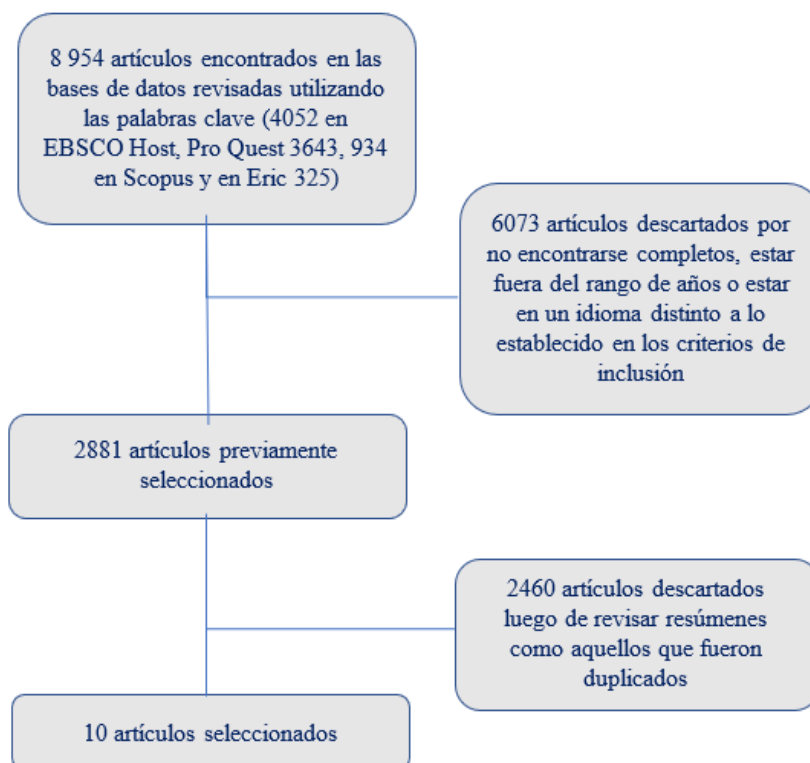 8 954 artículos encontrados en las
bases de datos revisadas utilizando
las palabras clave (4052 en
EBSCO Host, Pro Quest 3643, 934
en Scopus y en Eric 325)
6073 artículos descartados por
no encontrarse completos, estar
fuera del rango de años o estar
en un idioma distinto a lo
establecido en los criterios de
inclusión
2881 artículos previamente
seleccionados
2460 artículos descartados
luego de revisar resúmenes
como aquellos que fueron
duplicados
10 artículos seleccionados